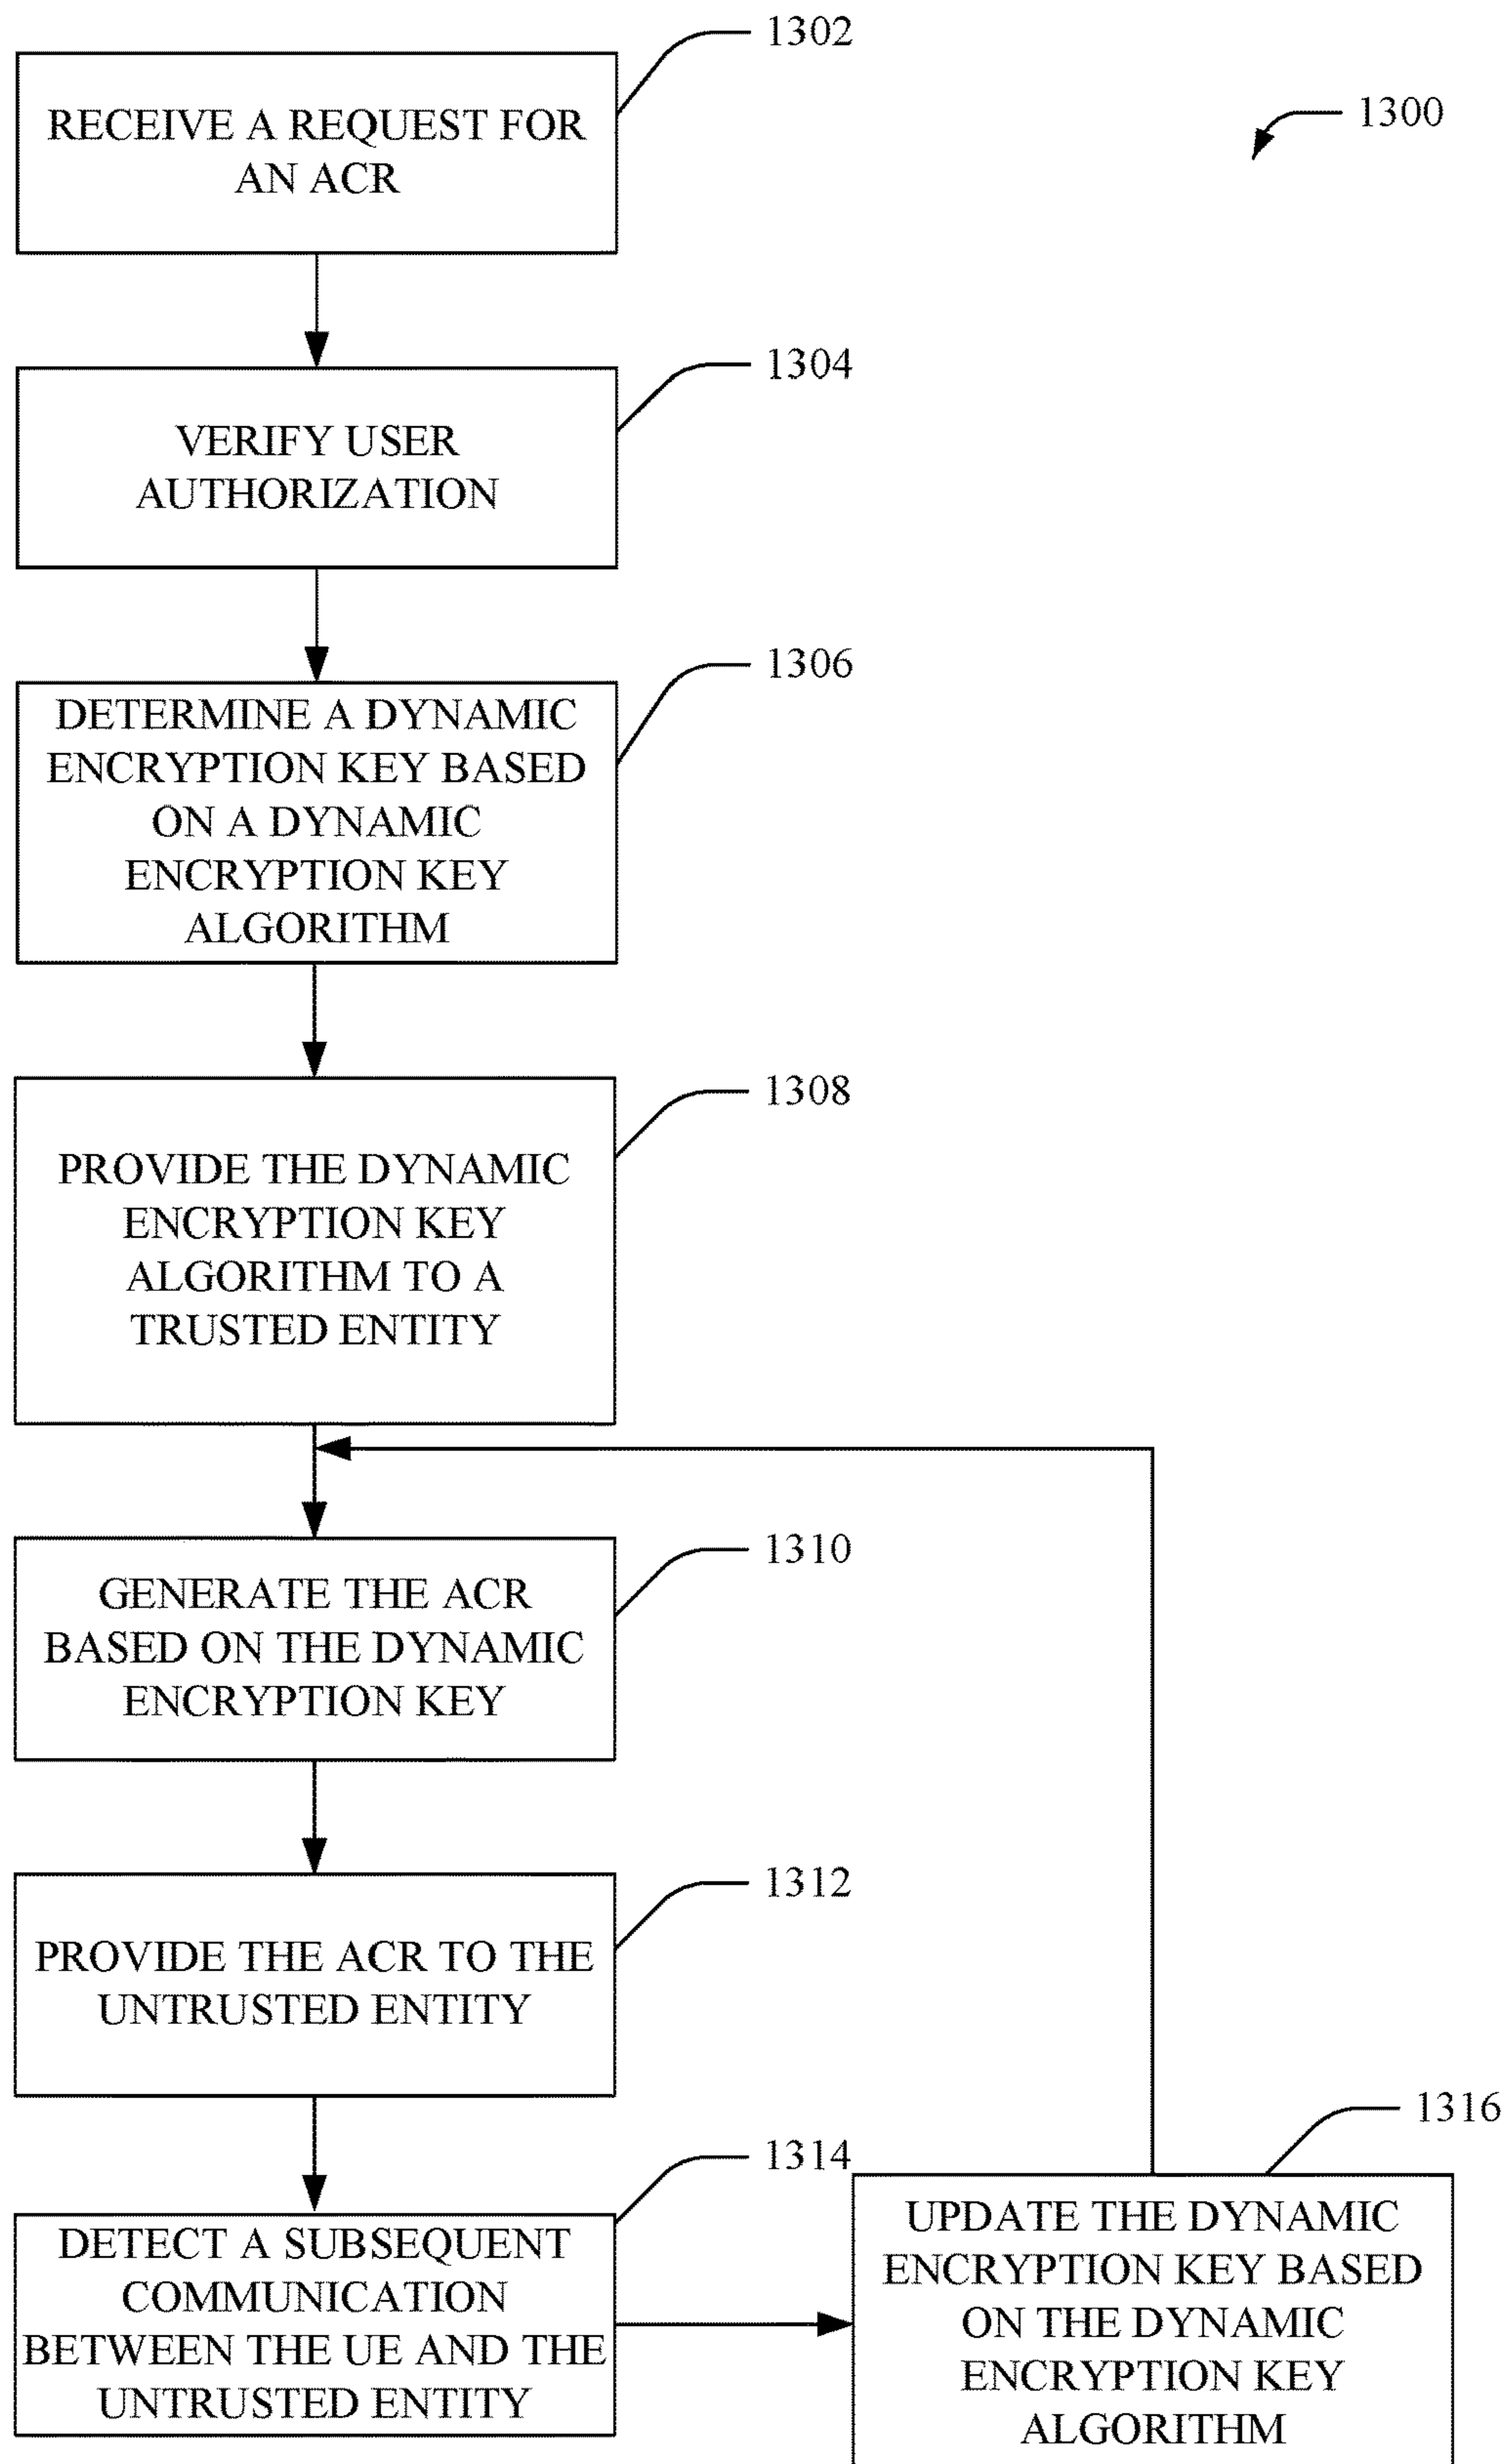 1302
1300
RECEIVE A REQUEST FOR
AN ACR
1304
VERIFY USER
AUTHORIZATION
1306
DETERMINE A DYNAMIC
ENCRYPTION KEY BASED
ON A DYNAMIC
ENCRYPTION KEY
ALGORITHM
1308
PROVIDE THE DYNAMIC
ENCRYPTION KEY
ALGORITHM TO A
TRUSTED ENTITY
1310
GENERATE THE ACR
BASED ON THE DYNAMIC
ENCRYPTION KEY
1312
PROVIDE THE ACR TO THE
UNTRUSTED ENTITY
1314
DETECT A SUBSEQUENT
COMMUNICATION
BETWEEN THE UE AND THE
UNTRUSTED ENTITY
1316
UPDATE THE DYNAMIC
ENCRYPTION KEY BASED
ON THE DYNAMIC
ENCRYPTION KEY
ALGORITHM